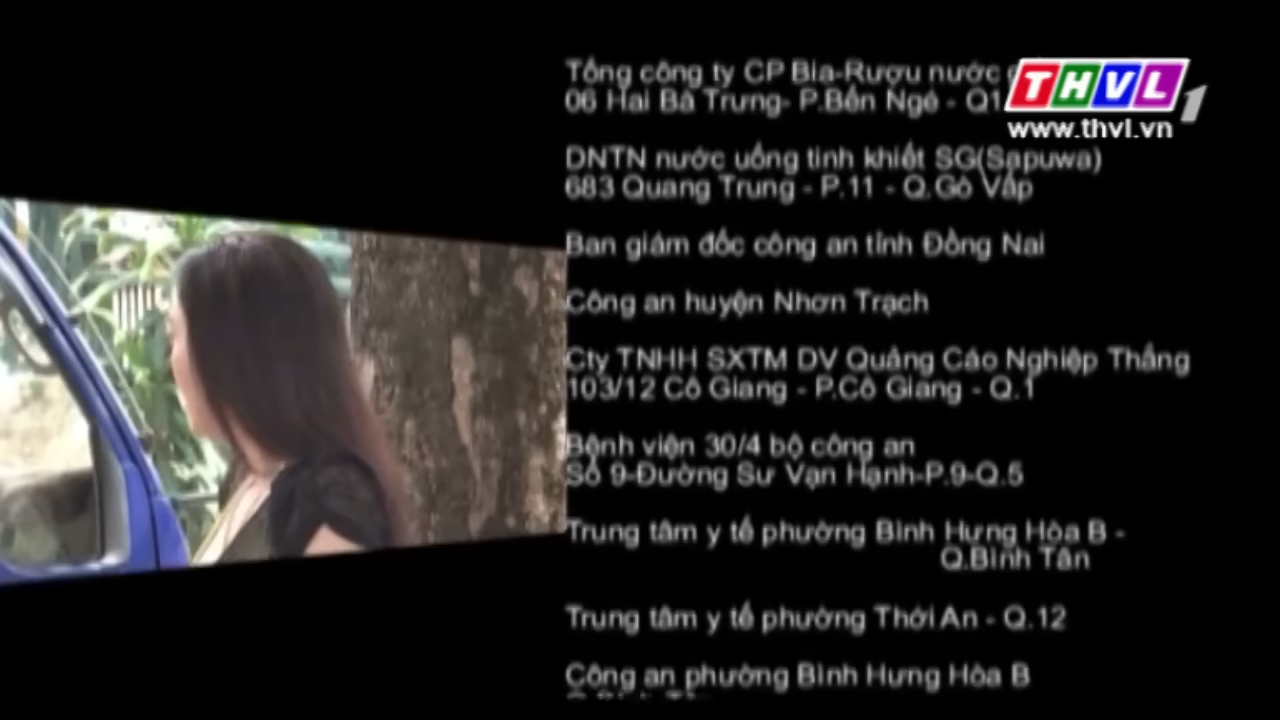 Tổng công ty CP Bia-Rượu nước
06 Hai Bà Trưng- P.Bến Ngé - Q1
THVL1
www.thvl.vn
DNTN nước uống tinh khiết SG(Sapuwa)
683 Quang Trung - P.11 - Q.Gò Vấp
Ban giám đốc công an tỉnh Đồng Nai
Công an huyện Nhơn Trạch
Cty TNHH SXTM DV Quảng Cáo Nghiệp Thắng
103/12 Cô Giang - P.Cô Giang - Q.1
Bệnh viện 30/4 bộ công an
Số 9-Đường Sư Vạn Hạnh-P.9-Q.5
Trung tâm y tế phường Bình Hưng Hòa B -
Q.Bình Tân
Trung tâm y tế phường Thới An - Q.12
Công an phường Bình Hưng Hòa B